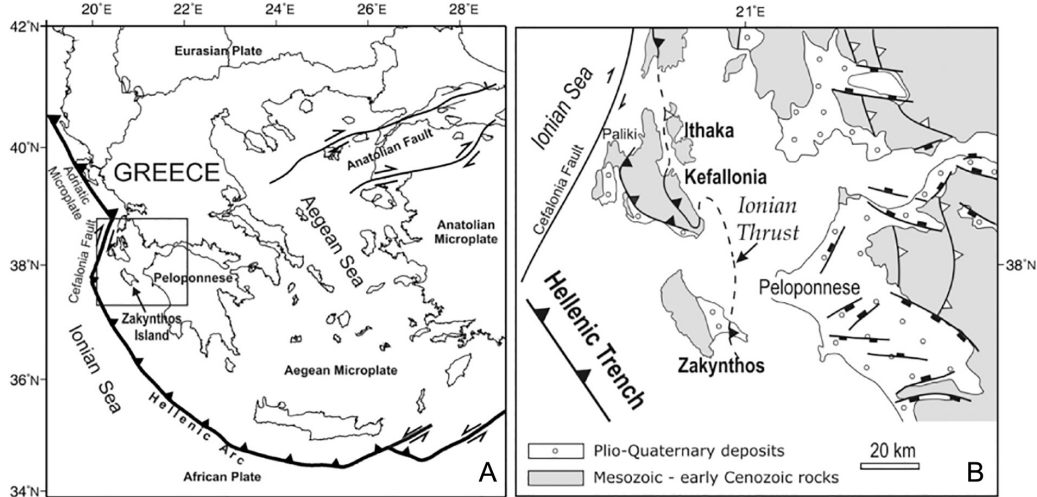 20°E 22°E 24°E 26°E 28°E
42°N
40°N
38°N
36°N
34°N
Eurasian Plate
GREECE
Anatolian Fault
Adriatic
Microplate
Aegean Sea
Anatolian
Microplate
Cefalonia Fault
Peloponnese
Zakynthos
Island
Ionian Sea
Aegean Microplate
Hellenic Arc
African Plate
A
21°E
Ionian Sea
Paliki
Ithaka
Cefalonia Fault
Kefallonia
Ionian
Thrust
38°N
Peloponnese
Hellenic Trench
Zakynthos
Plio-Quaternary deposits
Mesozoic - early Cenozoic rocks
20 km
B